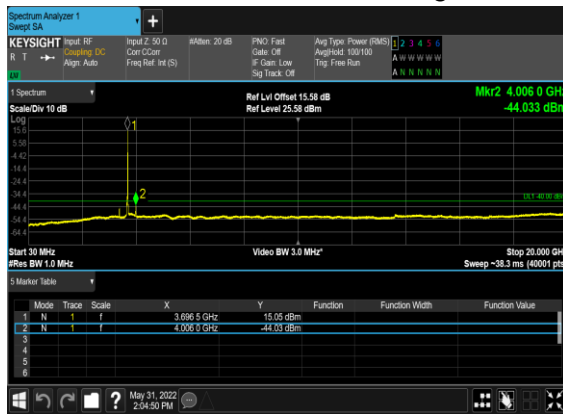 Spectrum Analyzer 1
Swept SA
KEYSIGHT Input: RF Input Z: 50 Ω #Atten: 20 dB PNO: Fast Avg Type: Power (RMS) 1 2 3 4 5 6
R T Coupling: DC Corr CCorr Gate: Off Avg|Hold: 100/100 A W W W W W
Align: Auto Freq Ref: Int (S) IF Gain: Low Trig: Free Run
LXI Sig Track: Off A N N N N N
1 Spectrum Ref Lvl Offset 15.58 dB Mkr2 4.006 0 GHz
Scale/Div 10 dB Ref Level 25.58 dBm -44.033 dBm
Log
15.6
5.58
-4.42
-14.4
-24.4
-34.4
-44.4
-54.4
-64.4
1
2
DL1 -40.00 dBm
Start 30 MHz Video BW 3.0 MHz* Stop 20.000 GH
#Res BW 1.0 MHz Sweep ~38.3 ms (40001 pts
5 Marker Table
Mode Trace Scale X Y Function Function Width Function Value
1 N 1 f 3.696 5 GHz 15.05 dBm
2 N 1 f 4.006 0 GHz -44.03 dBm
3
4
5
6
? May 31, 2022
2:04:50 PM